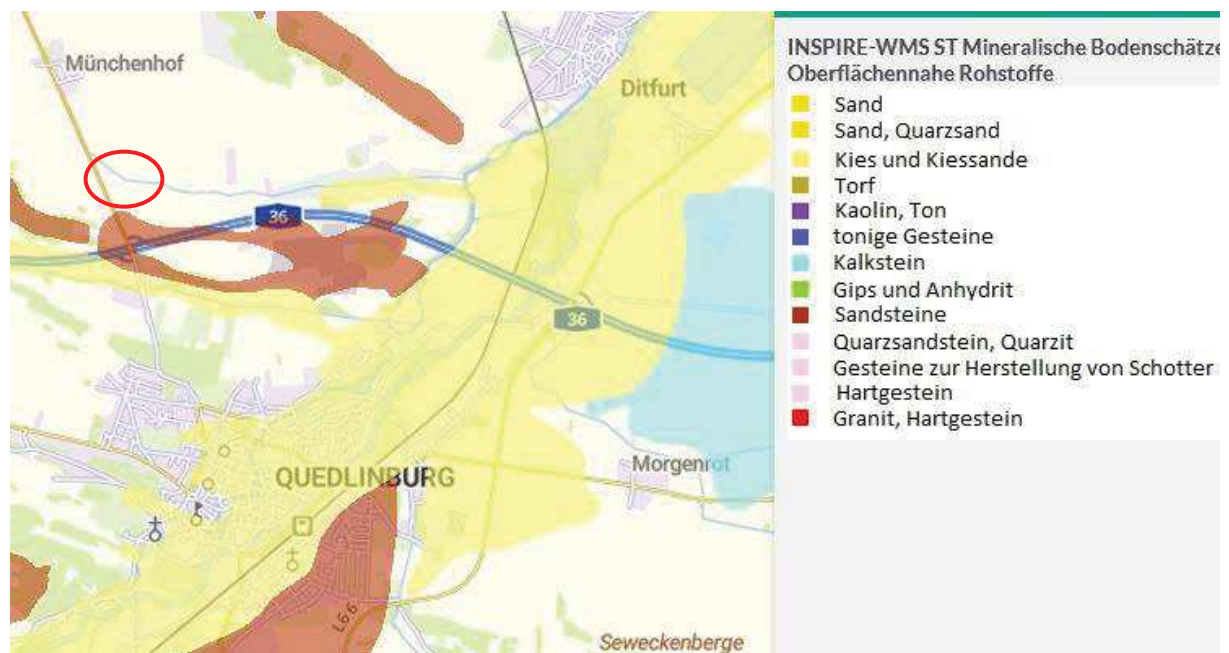 Münchenhof
Ditfurt
36
36
QUEDLINBURG
Morgenrot
L66
Seweckenberge
INSPIRE-WMS ST Mineralische Bodenschätze
Oberflächennahe Rohstoffe
Sand
Sand, Quarzsand
Kies und Kiessande
Torf
Kaolin, Ton
tonige Gesteine
Kalkstein
Gips und Anhydrit
Sandsteine
Quarzsandstein, Quarzit
Gesteine zur Herstellung von Schotter
Hartgestein
Granit, Hartgestein